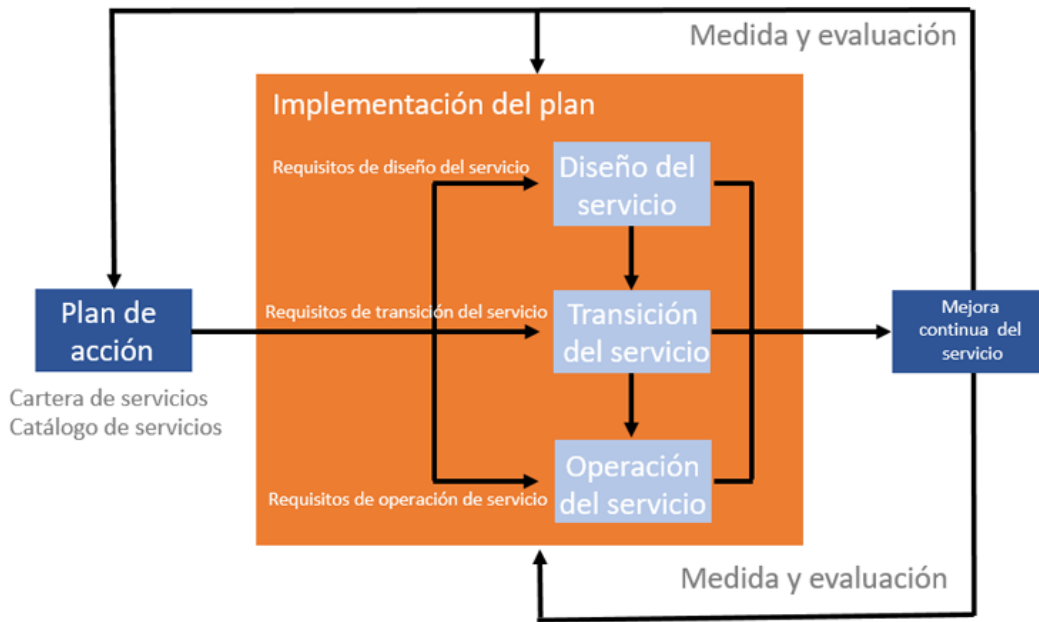 Medida y evaluación
Implementación del plan
Requisitos de diseño del servicio
Diseño del
servicio
Plan de
acción
Requisitos de transición del servicio
Transición
del servicio
Mejora
continua del
servicio
Cartera de servicios
Catálogo de servicios
Operación
del servicio
Requisitos de operación de servicio
Medida y evaluación